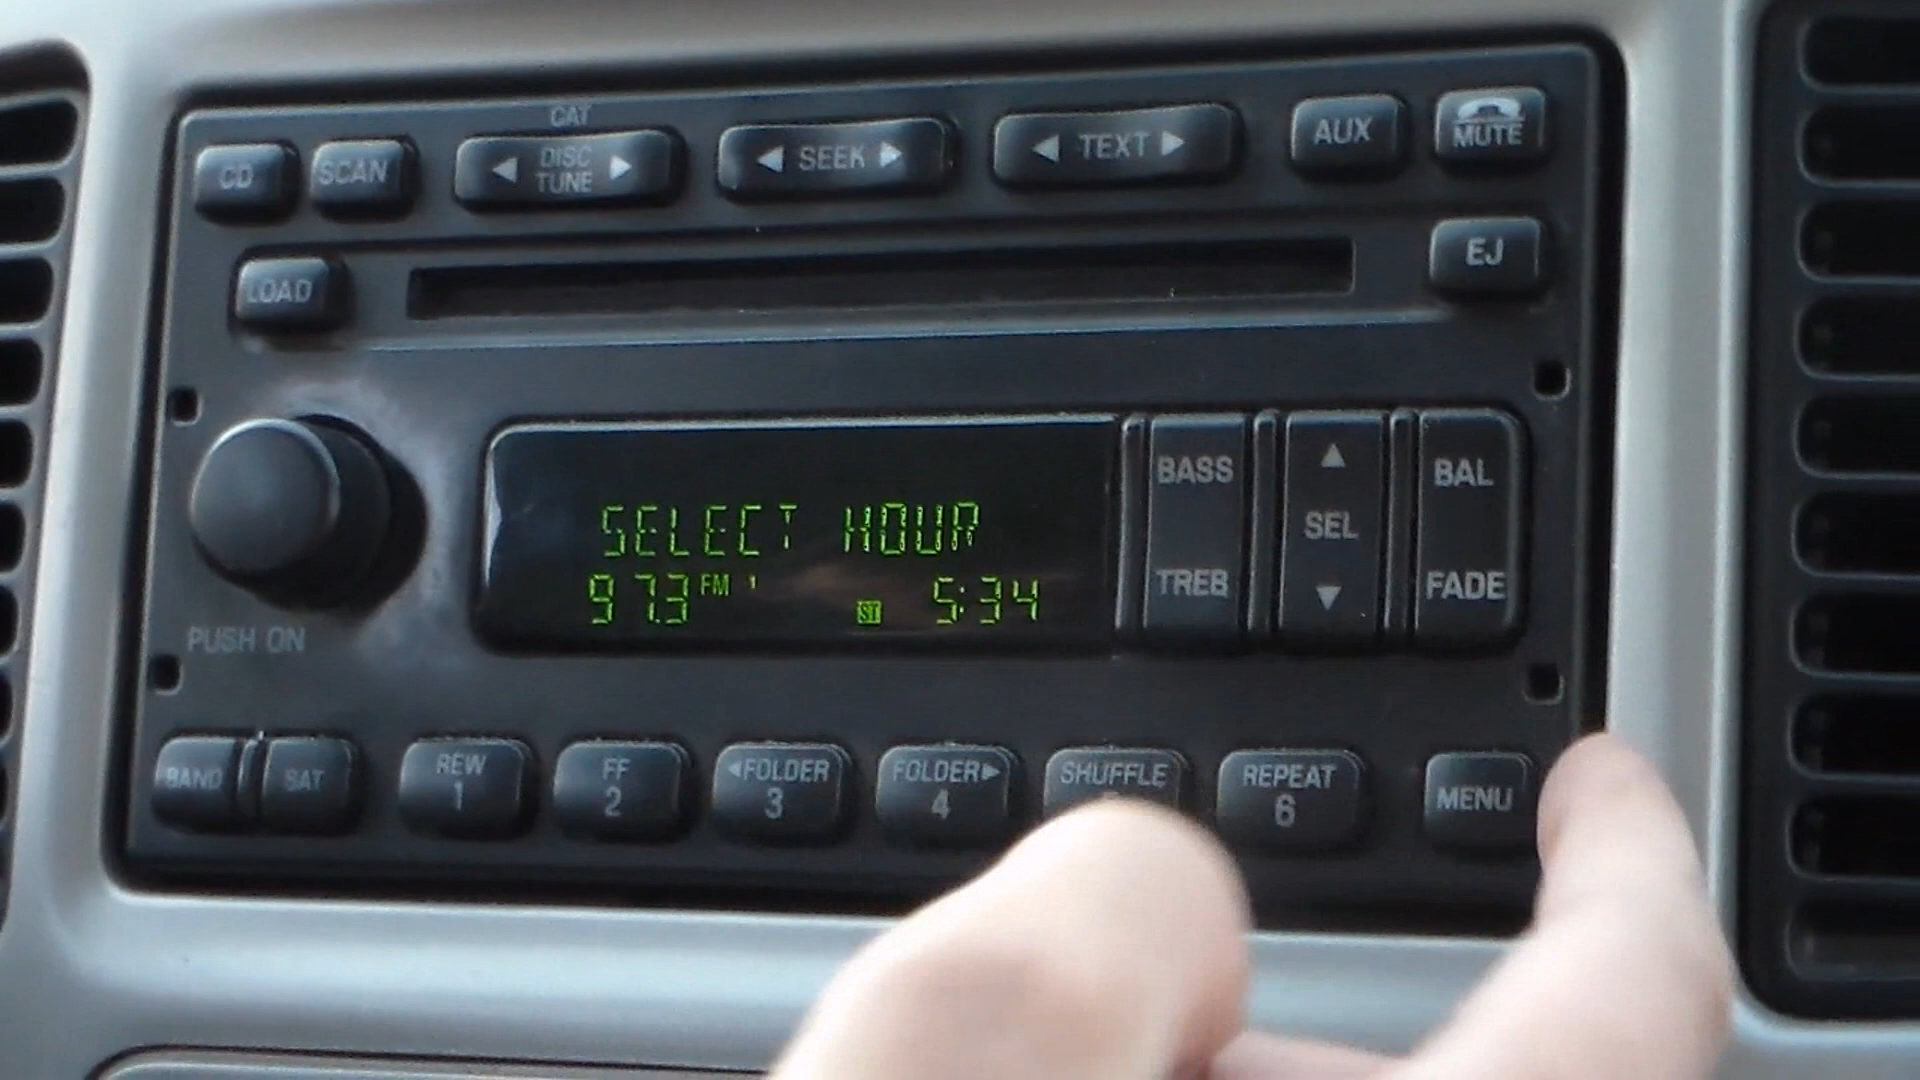 CAT
CD SCAN ◀ DISC TUNE ▶ ◀ SEEK ▶ ◀ TEXT ▶ AUX MUTE
LOAD EJ
SELECT HOUR
97.3 FM 1 ST 5:34
BASS ▲ BAL
SEL
TREB ▼ FADE
PUSH ON
BAND SAT REW ◀FOLDER FOLDER▶ SHUFFLE REPEAT MENU
1 FF 2 3 4 6